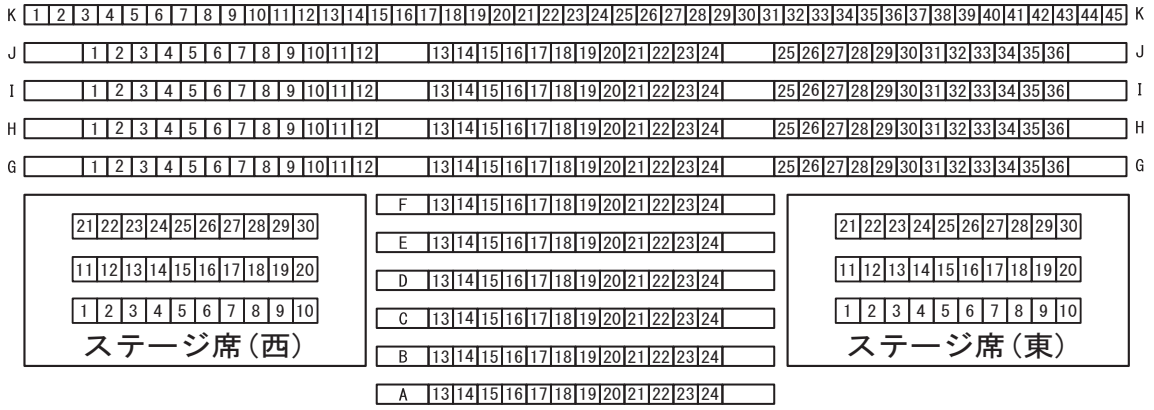 K 1 2 3 4 5 6 7 8 9 10 11 12 13 14 15 16 17 18 19 20 21 22 23 24 25 26 27 28 29 30 31 32 33 34 35 36 37 38 39 40 41 42 43 44 45 K
J 1 2 3 4 5 6 7 8 9 10 11 12 13 14 15 16 17 18 19 20 21 22 23 24 25 26 27 28 29 30 31 32 33 34 35 36 J
I 1 2 3 4 5 6 7 8 9 10 11 12 13 14 15 16 17 18 19 20 21 22 23 24 25 26 27 28 29 30 31 32 33 34 35 36 I
H 1 2 3 4 5 6 7 8 9 10 11 12 13 14 15 16 17 18 19 20 21 22 23 24 25 26 27 28 29 30 31 32 33 34 35 36 H
G 1 2 3 4 5 6 7 8 9 10 11 12 13 14 15 16 17 18 19 20 21 22 23 24 25 26 27 28 29 30 31 32 33 34 35 36 G
21 22 23 24 25 26 27 28 29 30
11 12 13 14 15 16 17 18 19 20
1 2 3 4 5 6 7 8 9 10
ステージ席(西)
F 13 14 15 16 17 18 19 20 21 22 23 24
E 13 14 15 16 17 18 19 20 21 22 23 24
D 13 14 15 16 17 18 19 20 21 22 23 24
C 13 14 15 16 17 18 19 20 21 22 23 24
B 13 14 15 16 17 18 19 20 21 22 23 24
A 13 14 15 16 17 18 19 20 21 22 23 24
21 22 23 24 25 26 27 28 29 30
11 12 13 14 15 16 17 18 19 20
1 2 3 4 5 6 7 8 9 10
ステージ席(東)